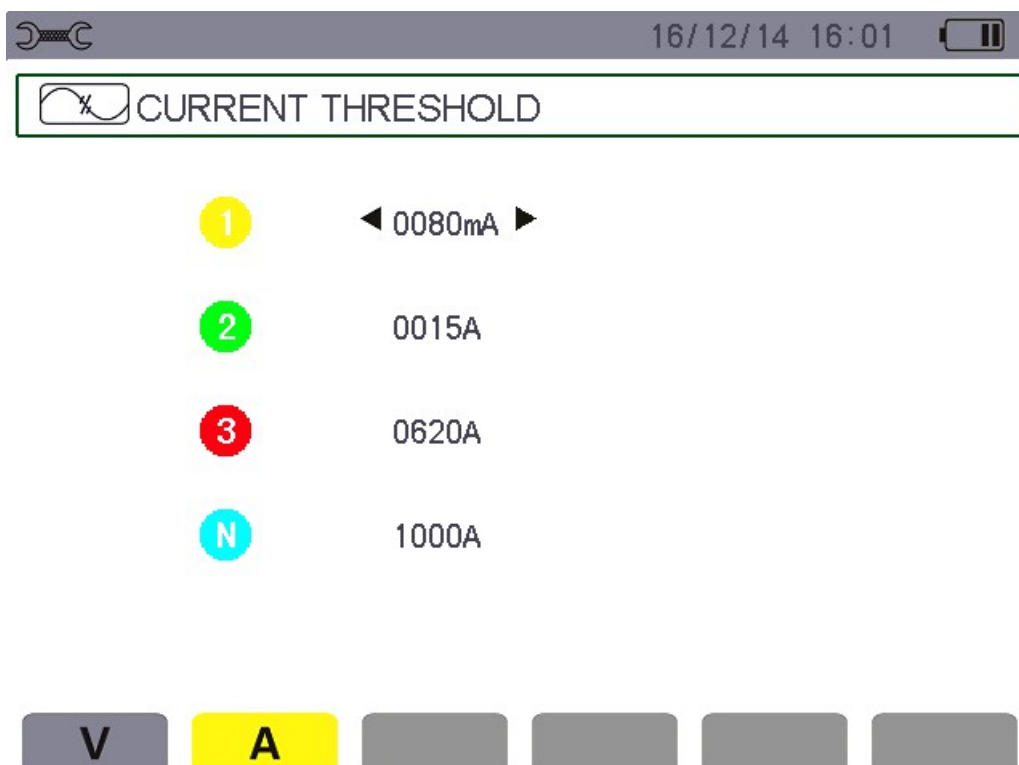 16/12/14 16:01
CURRENT THRESHOLD
1 ◀ 0080mA ▶
2 0015A
3 0620A
N 1000A
V A